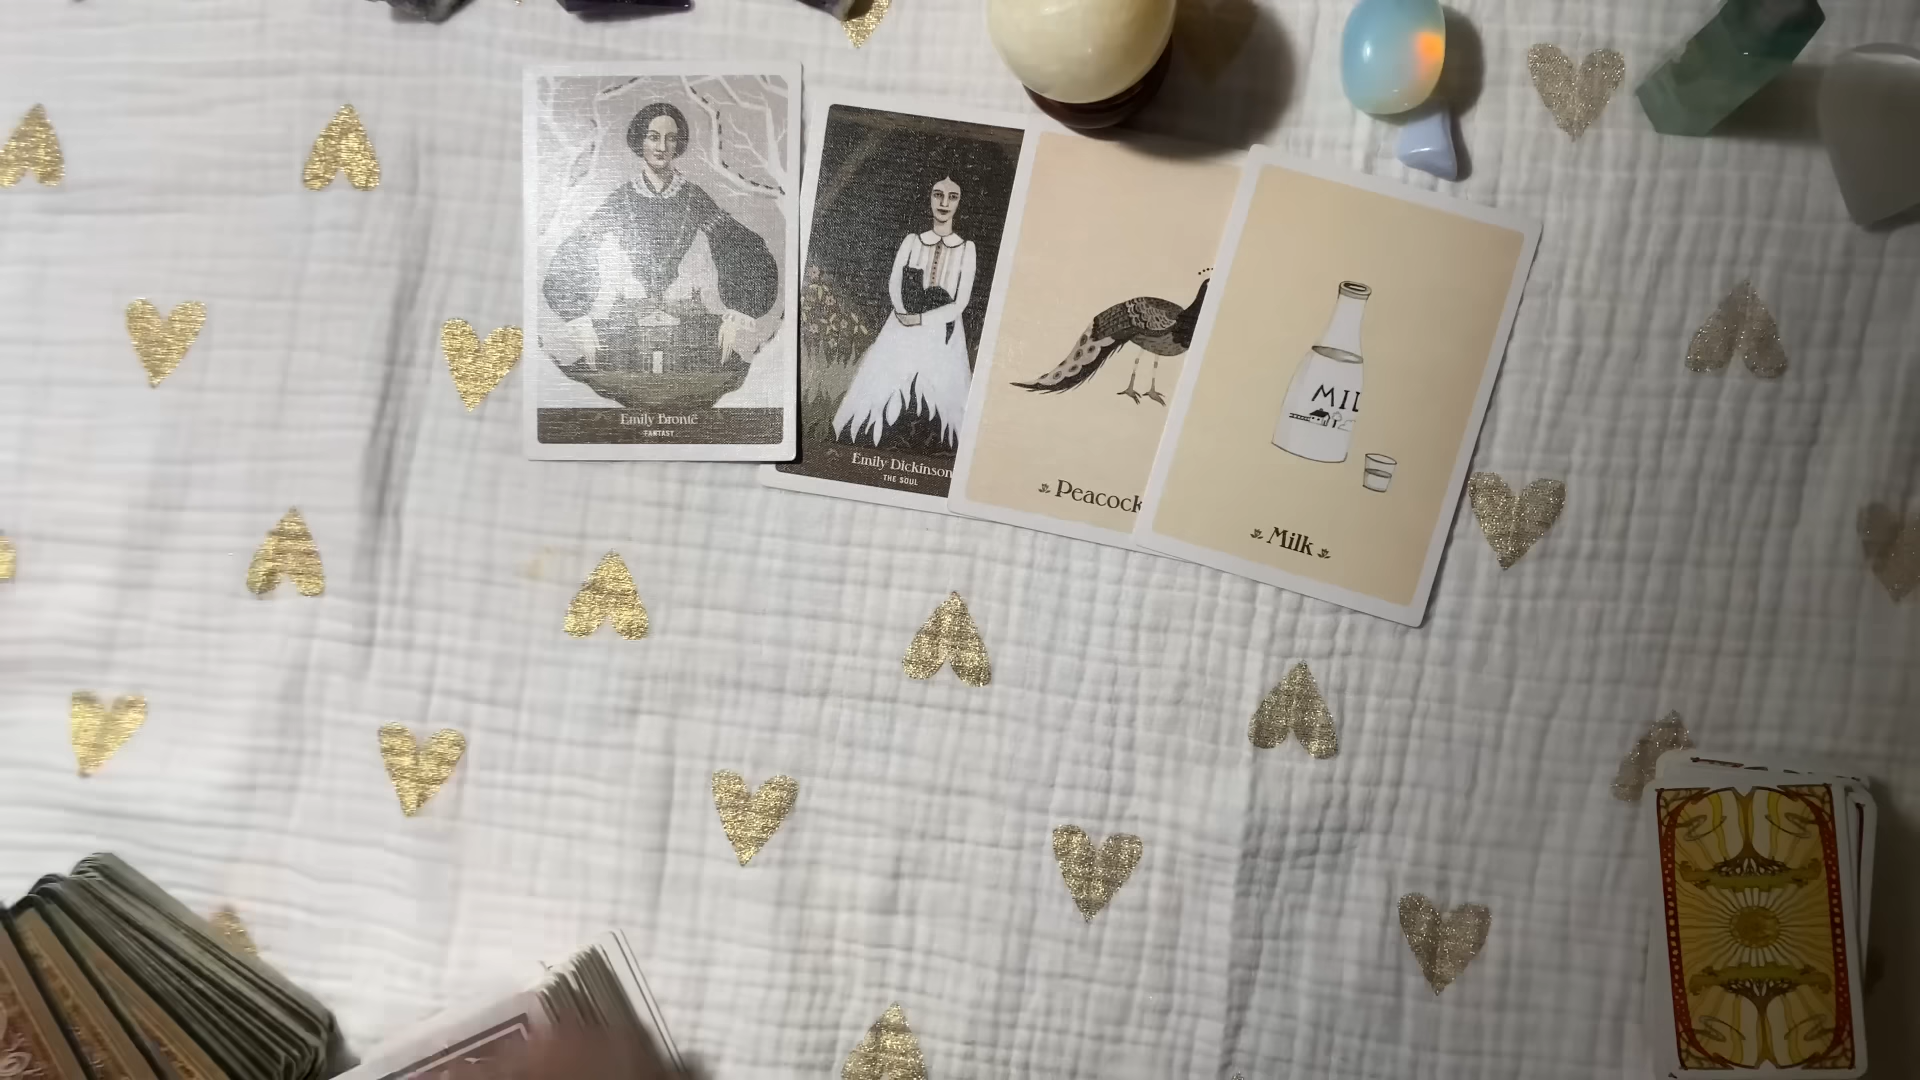 Emily Brontë
FANTASY
Emily Dickinson
THE SOUL
Peacock
MIL
Milk